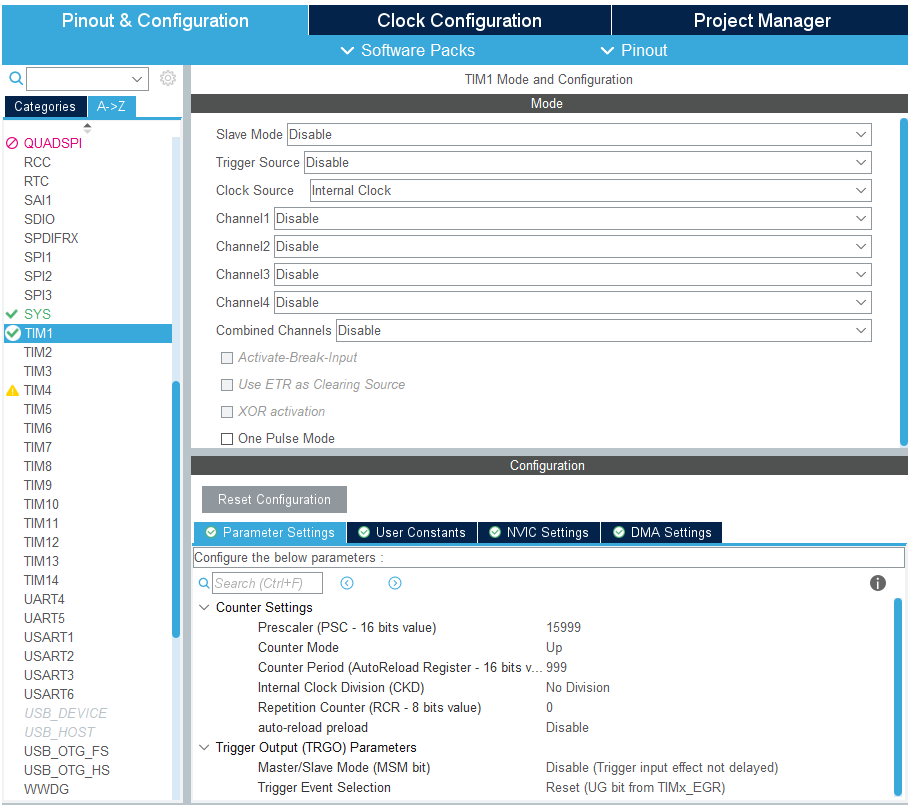 Pinout & Configuration
Clock Configuration
Project Manager
Software Packs
Pinout
Categories
A->Z
QUADSPI
RCC
RTC
SAI1
SDIO
SPDIFRX
SPI1
SPI2
SPI3
SYS
TIM1
TIM2
TIM3
TIM4
TIM5
TIM6
TIM7
TIM8
TIM9
TIM10
TIM11
TIM12
TIM13
TIM14
UART4
UART5
USART1
USART2
USART3
USART6
USB_DEVICE
USB_HOST
USB_OTG_FS
USB_OTG_HS
WWDG
TIM1 Mode and Configuration
Mode
Slave Mode Disable
Trigger Source Disable
Clock Source Internal Clock
Channel1 Disable
Channel2 Disable
Channel3 Disable
Channel4 Disable
Combined Channels Disable
Activate-Break-Input
Use ETR as Clearing Source
XOR activation
One Pulse Mode
Configuration
Reset Configuration
Parameter Settings
User Constants
NVIC Settings
DMA Settings
Configure the below parameters :
Search (Ctrl+F)
Counter Settings
Prescaler (PSC - 16 bits value) 15999
Counter Mode Up
Counter Period (AutoReload Register - 16 bits v... 999
Internal Clock Division (CKD) No Division
Repetition Counter (RCR - 8 bits value) 0
auto-reload preload Disable
Trigger Output (TRGO) Parameters
Master/Slave Mode (MSM bit) Disable (Trigger input effect not delayed)
Trigger Event Selection Reset (UG bit from TIMx_EGR)